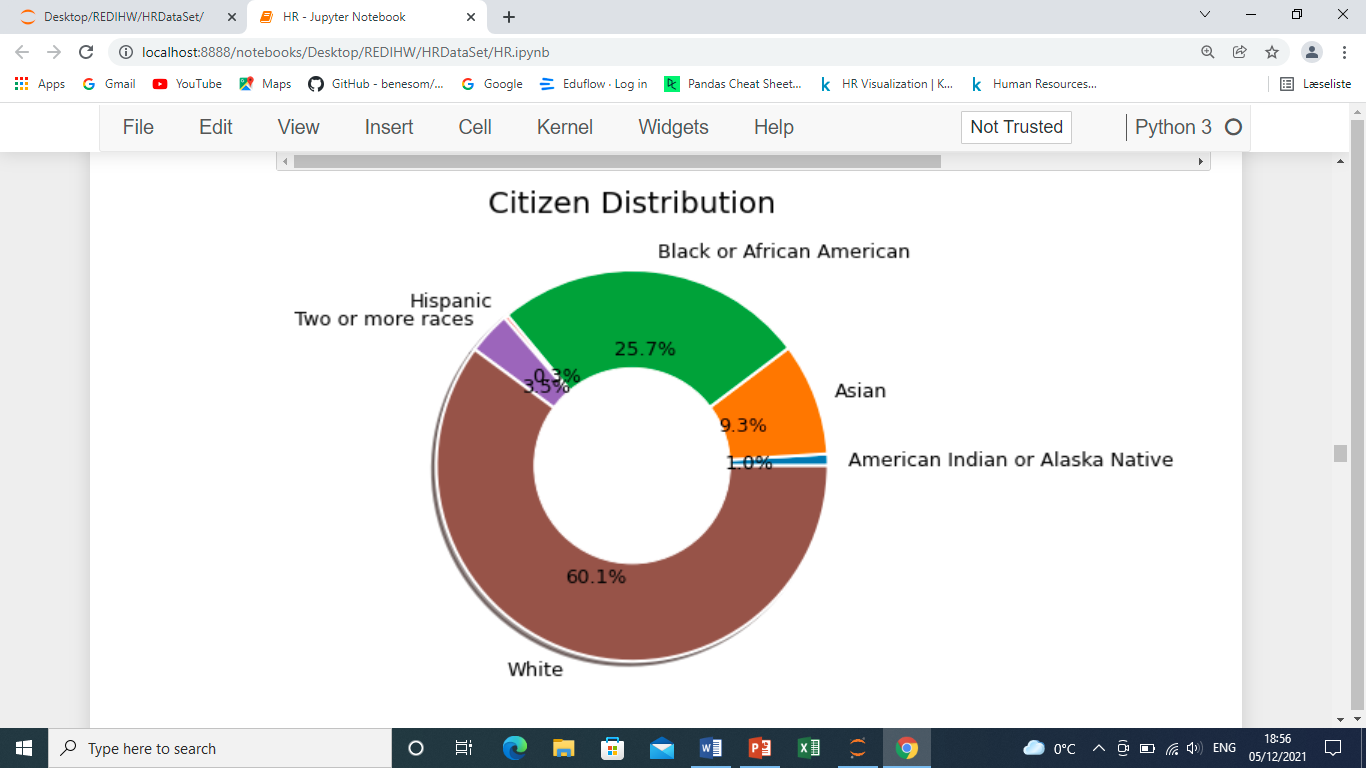 Desktop/REDIHW/HRDataSet/
HR - Jupyter Notebook
localhost:8888/notebooks/Desktop/REDIHW/HRDataSet/HR.ipynb
Apps
Gmail
YouTube
Maps
GitHub - benesom/...
Google
Eduflow · Log in
Pandas Cheat Sheet...
HR Visualization | K...
Human Resources...
Læseliste
File
Edit
View
Insert
Cell
Kernel
Widgets
Help
Not Trusted
Python 3
Citizen Distribution
Black or African American
Hispanic
Two or more races
25.7%
0.3%
3.5%
Asian
9.3%
American Indian or Alaska Native
1.0%
60.1%
White
Type here to search
0°C
ENG
18:56
05/12/2021